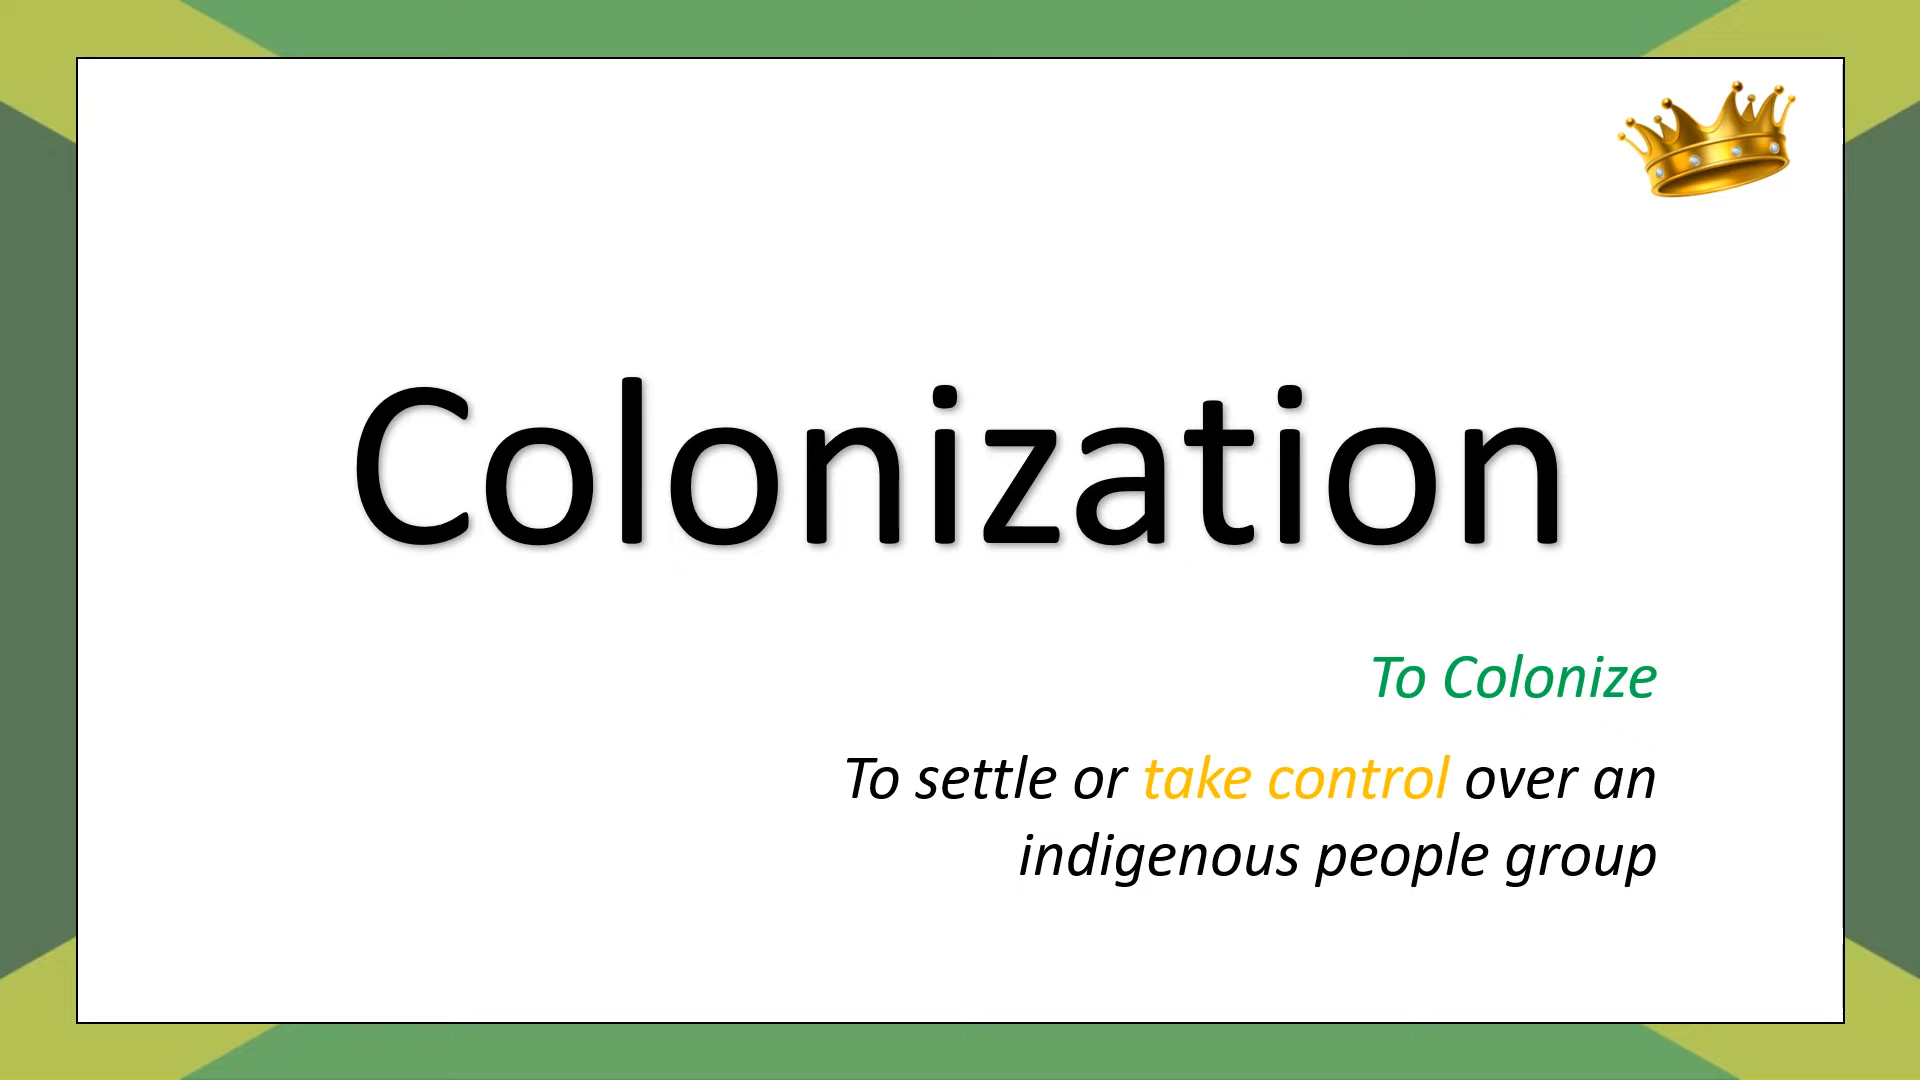 Colonization
To Colonize
To settle or take control over an
indigenous people group